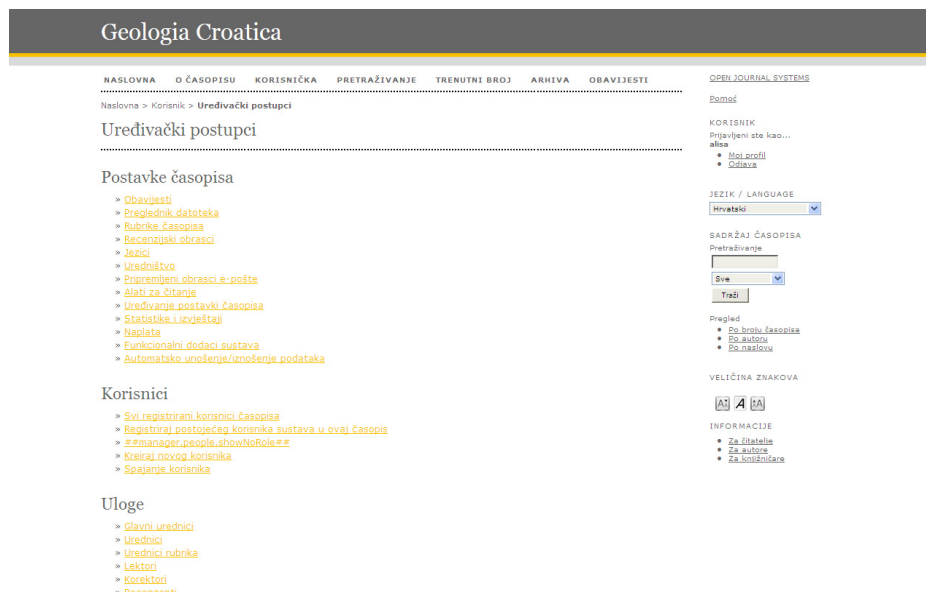 Geologia Croatica
NASLOVNA O ČASOPISU KORISNIČKA PRETRAŽIVANJE TRENUTNI BROJ ARHIVA OBAVIJESTI
Naslovna > Korisnik > Uređivački postupci
Uređivački postupci
Postavke časopisa
» Obavijesti
» Preglednik datoteka
» Rubrike časopisa
» Recenzijski obrasci
» Jezici
» Uredništvo
» Pripremljeni obrasci e-pošte
» Alati za čitanje
» Uređivanje postavki časopisa
» Statistike i izvještaji
» Naplata
» Funkcionalni dodaci sustava
» Automatsko unošenje/iznošenje podataka
Korisnici
» Svi registrirani korisnici časopisa
» Registriraj postojećeg korisnika sustava u ovaj časopis
» ##manager.people.showNoRole##
» Kreiraj novog korisnika
» Spajanje korisnika
Uloge
» Glavni urednici
» Urednici
» Urednici rubrika
» Lektori
» Korektori
» Recenzenti
OPEN JOURNAL SYSTEMS
Pomoć
KORISNIK
Prijavljeni ste kao...
alisa
Moj profil
Odjava
JEZIK / LANGUAGE
Hrvatski
SADRŽAJ ČASOPISA
Pretraživanje
Sve
Traži
Pregled
Po broju časopisa
Po autoru
Po naslovu
VELIČINA ZNAKOVA
A A A
INFORMACIJE
Za čitatelje
Za autore
Za knjižničare